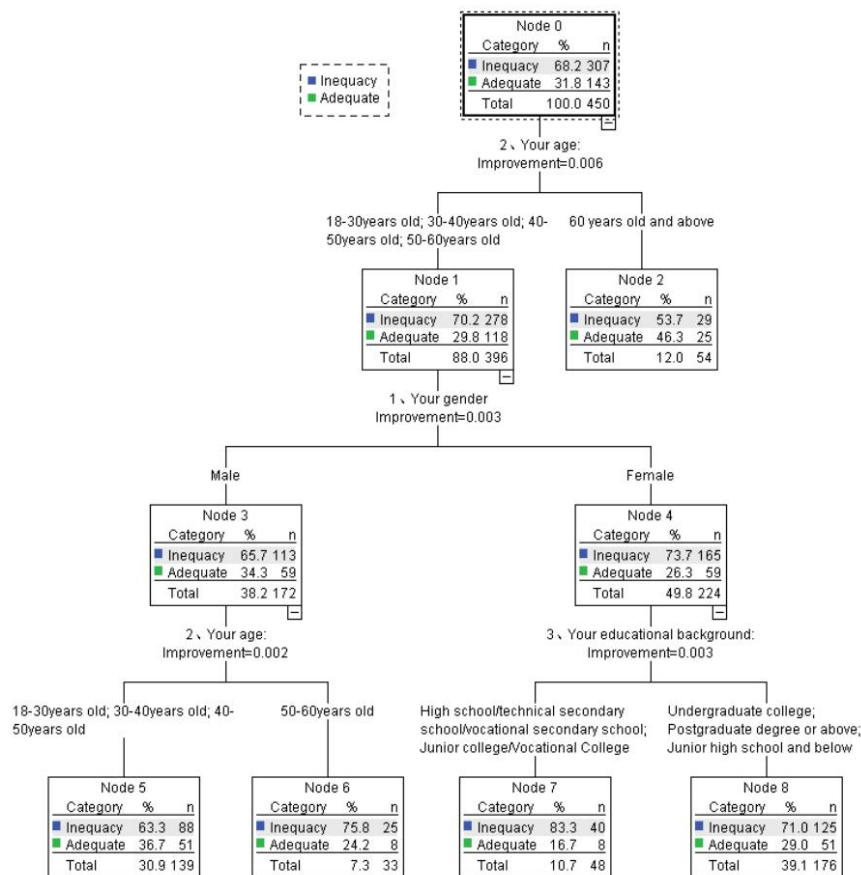 Node 0
Category % n
Inequacy 68.2 307
Adequate 31.8 143
Total 100.0 450
Inequacy
Adequate
2、Your age:
Improvement=0.006
18-30years old; 30-40years old; 40-
50years old; 50-60years old
60 years old and above
Node 1
Category % n
Inequacy 70.2 278
Adequate 29.8 118
Total 88.0 396
Node 2
Category % n
Inequacy 53.7 29
Adequate 46.3 25
Total 12.0 54
1、Your gender
Improvement=0.003
Male
Female
Node 3
Category % n
Inequacy 65.7 113
Adequate 34.3 59
Total 38.2 172
Node 4
Category % n
Inequacy 73.7 165
Adequate 26.3 59
Total 49.8 224
2、Your age:
Improvement=0.002
3、Your educational background:
Improvement=0.003
18-30years old; 30-40years old; 40-
50years old
50-60years old
High school/technical secondary
school/vocational secondary school;
Junior college/Vocational College
Undergraduate college;
Postgraduate degree or above;
Junior high school and below
Node 5
Category % n
Inequacy 63.3 88
Adequate 36.7 51
Total 30.9 139
Node 6
Category % n
Inequacy 75.8 25
Adequate 24.2 8
Total 7.3 33
Node 7
Category % n
Inequacy 83.3 40
Adequate 16.7 8
Total 10.7 48
Node 8
Category % n
Inequacy 71.0 125
Adequate 29.0 51
Total 39.1 176